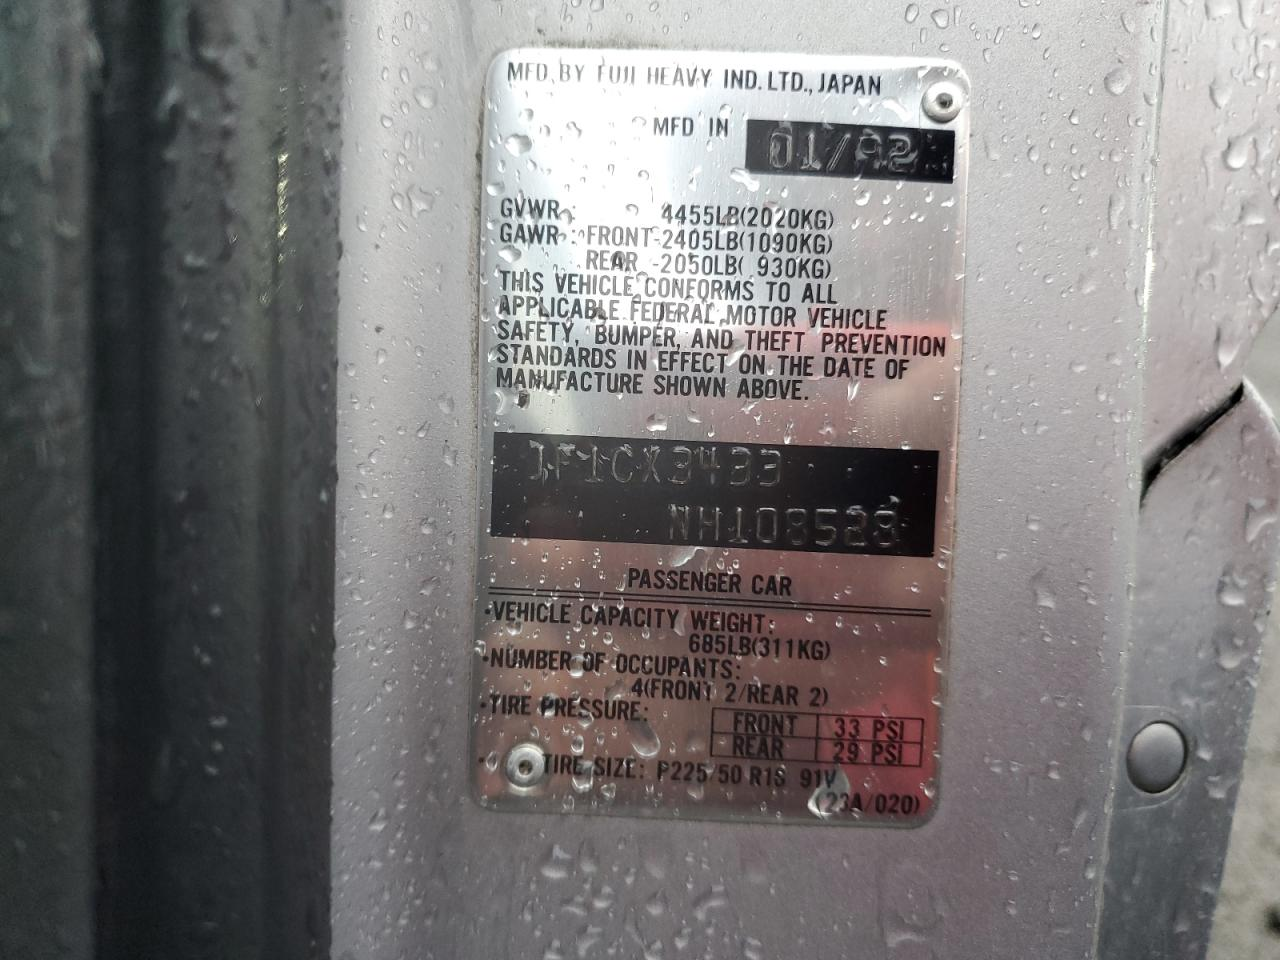 MFD. BY FUJI HEAVY IND. LTD., JAPAN
MFD IN 01/92
GVWR: 4455LB(2020KG)
GAWR: FRONT-2405LB(1090KG)
REAR -2050LB( 930KG)
THIS VEHICLE CONFORMS TO ALL
APPLICABLE FEDERAL MOTOR VEHICLE
SAFETY, BUMPER, AND THEFT PREVENTION
STANDARDS IN EFFECT ON THE DATE OF
MANUFACTURE SHOWN ABOVE.
JF1CX3433
NH108528
PASSENGER CAR
•VEHICLE CAPACITY WEIGHT:
685LB(311KG)
•NUMBER OF OCCUPANTS:
4(FRONT 2/REAR 2)
•TIRE PRESSURE:
FRONT 33 PSI
REAR 29 PSI
•TIRE SIZE: P225/50 R16 91V
(23A/020)